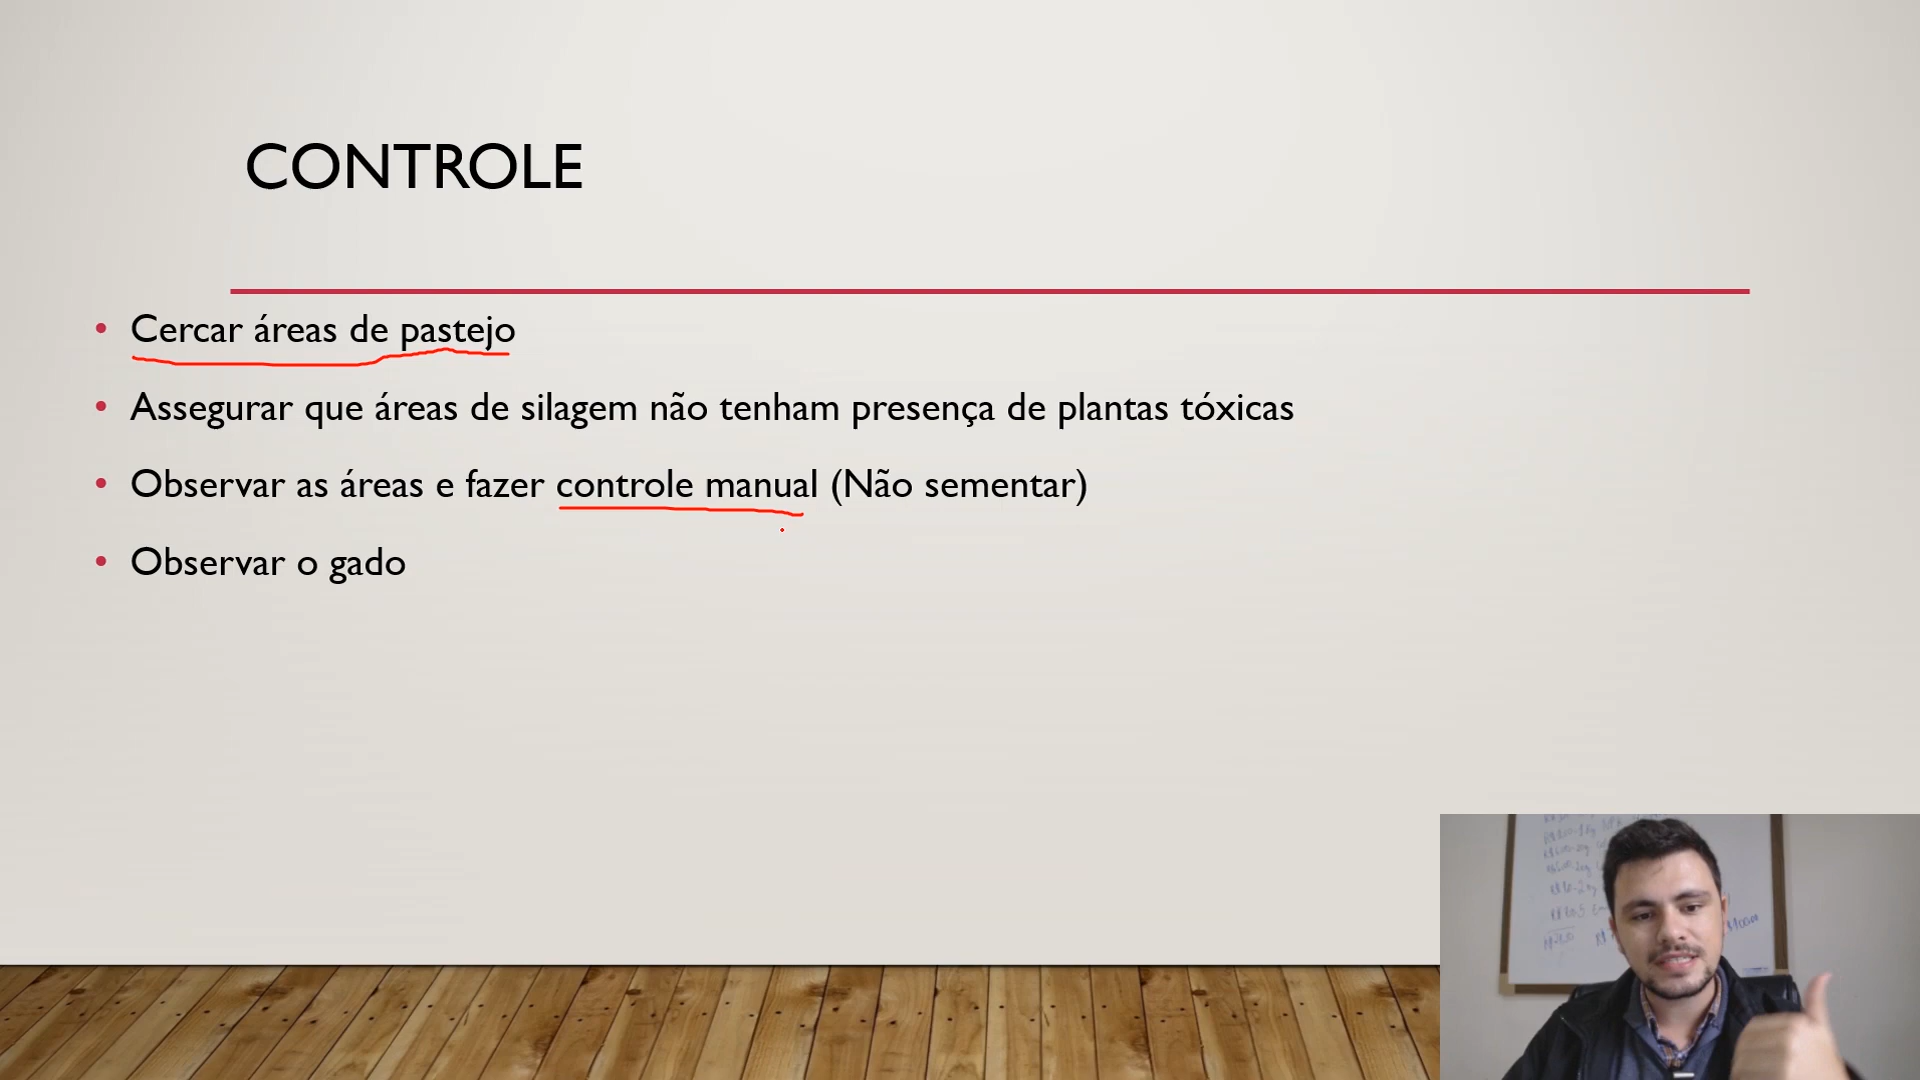 CONTROLE
• Cercar áreas de pastejo
• Assegurar que áreas de silagem não tenham presença de plantas tóxicas
• Observar as áreas e fazer controle manual (Não sementar)
• Observar o gado